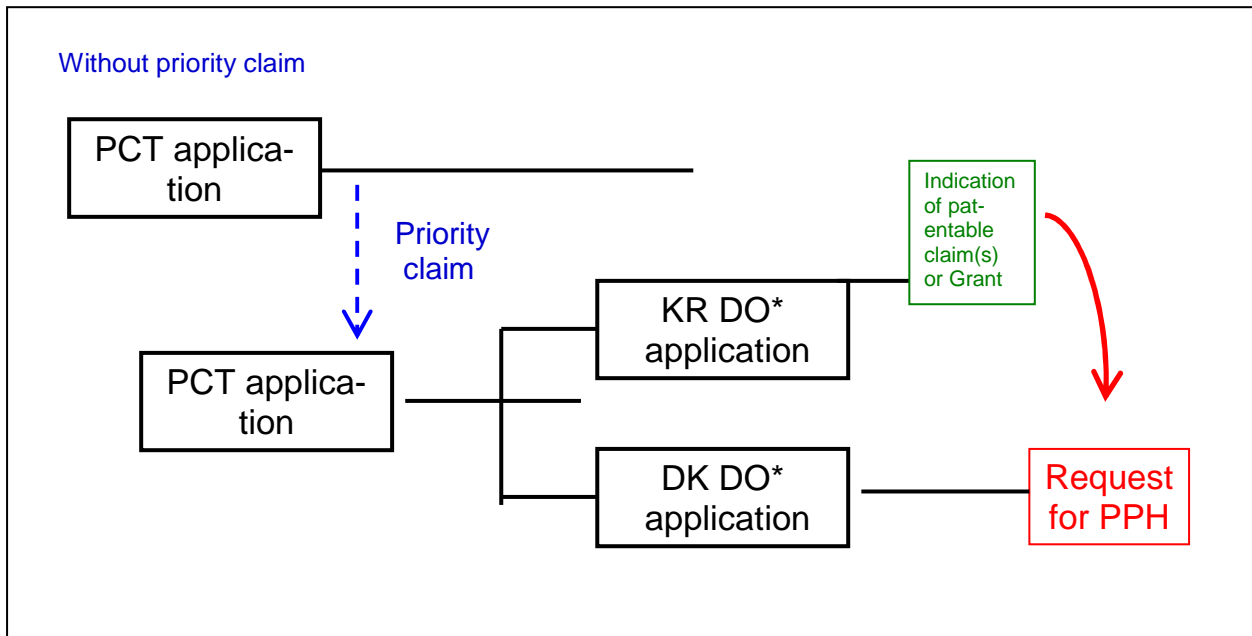 Without priority claim
PCT applica-
tion
Indication
of pat-
entable
claim(s)
or Grant
Priority
claim
KR DO*
application
PCT applica-
tion
DK DO*
application
Request
for PPH